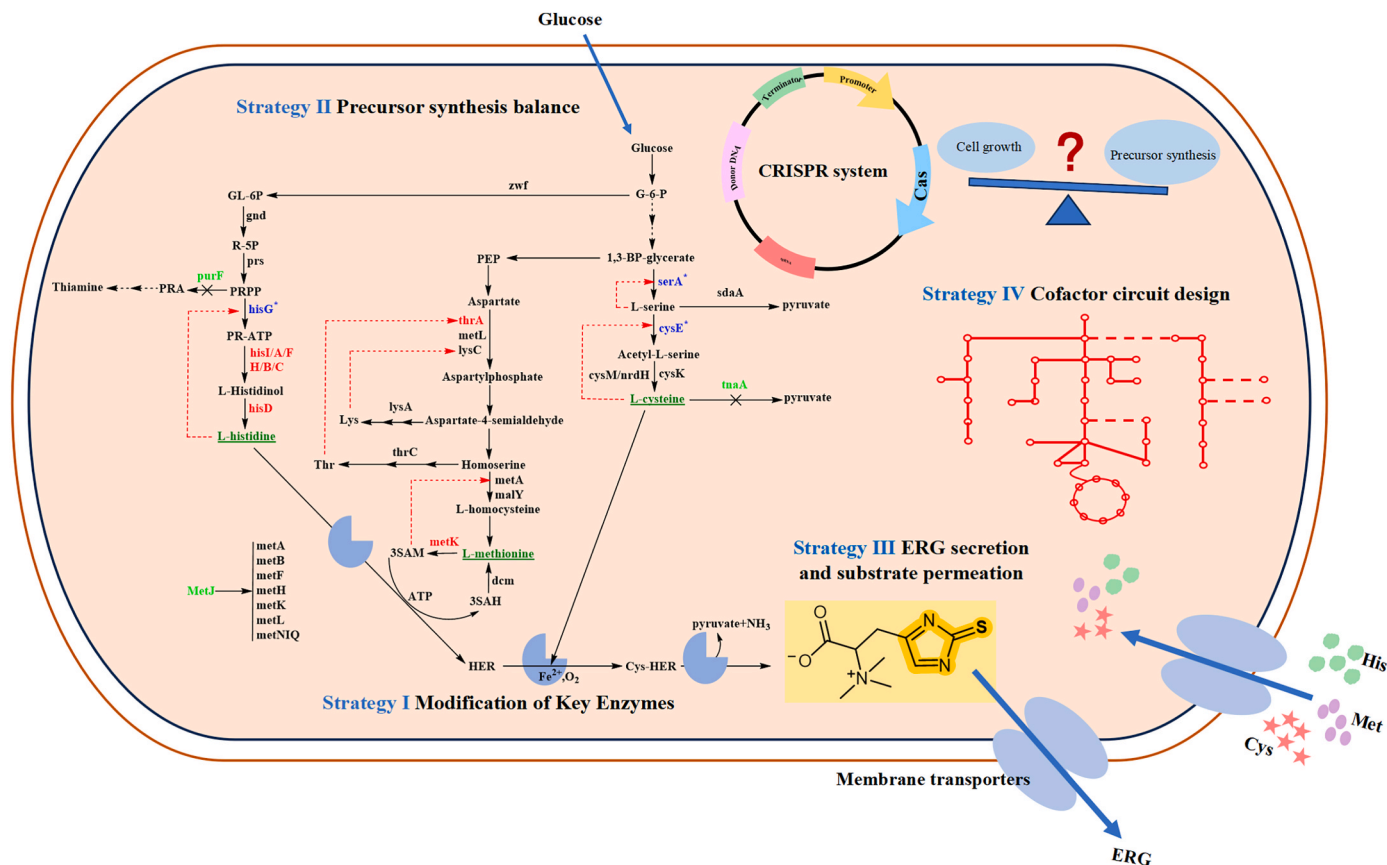 Glucose
Strategy II Precursor synthesis balance
Terminator
Promoter
Donor DNA
CRISPR system
Cas
Cell growth
?
Precursor synthesis
Glucose
zwf
GL-6P
G-6-P
gnd
R-5P
prs
purF
Thiamine
PRA
PRPP
hisG*
PR-ATP
hisI/A/F
H/B/C
L-Histidinol
hisD
L-histidine
PEP
1,3-BP-glycerate
Aspartate
thrA
metL
lysC
Aspartylphosphate
lysA
Lys
Aspartate-4-semialdehyde
thrC
Thr
Homoserine
metA
malY
L-homocysteine
metK
3SAM
L-methionine
dcm
ATP
3SAH
serA*
sdaA
L-serine
pyruvate
cysE*
Acetyl-L-serine
cysM/nrdH
cysK
tnaA
L-cysteine
pyruvate
Strategy IV Cofactor circuit design
MetJ
metA
metB
metF
metH
metK
metL
metNIQ
HER
Fe2+,O2
Cys-HER
pyruvate+NH3
Strategy I Modification of Key Enzymes
Strategy III ERG secretion
and substrate permeation
O
−O
N+
N
N
S
His
Met
Cys
Membrane transporters
ERG